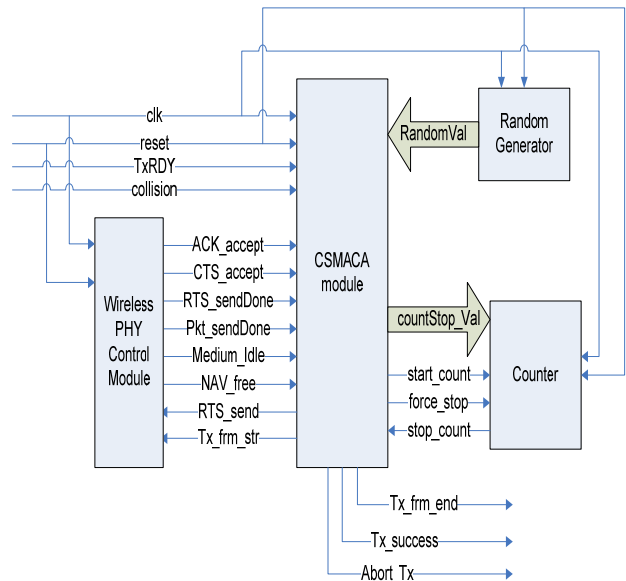 clk
reset
TxRDY
collision
RandomVal
Random
Generator
ACK_accept
CTS_accept
RTS_sendDone
Pkt_sendDone
Medium_Idle
NAV_free
RTS_send
Tx_frm_str
Wireless
PHY
Control
Module
CSMACA
module
countStop_Val
start_count
force_stop
stop_count
Counter
Tx_frm_end
Tx_success
Abort_Tx